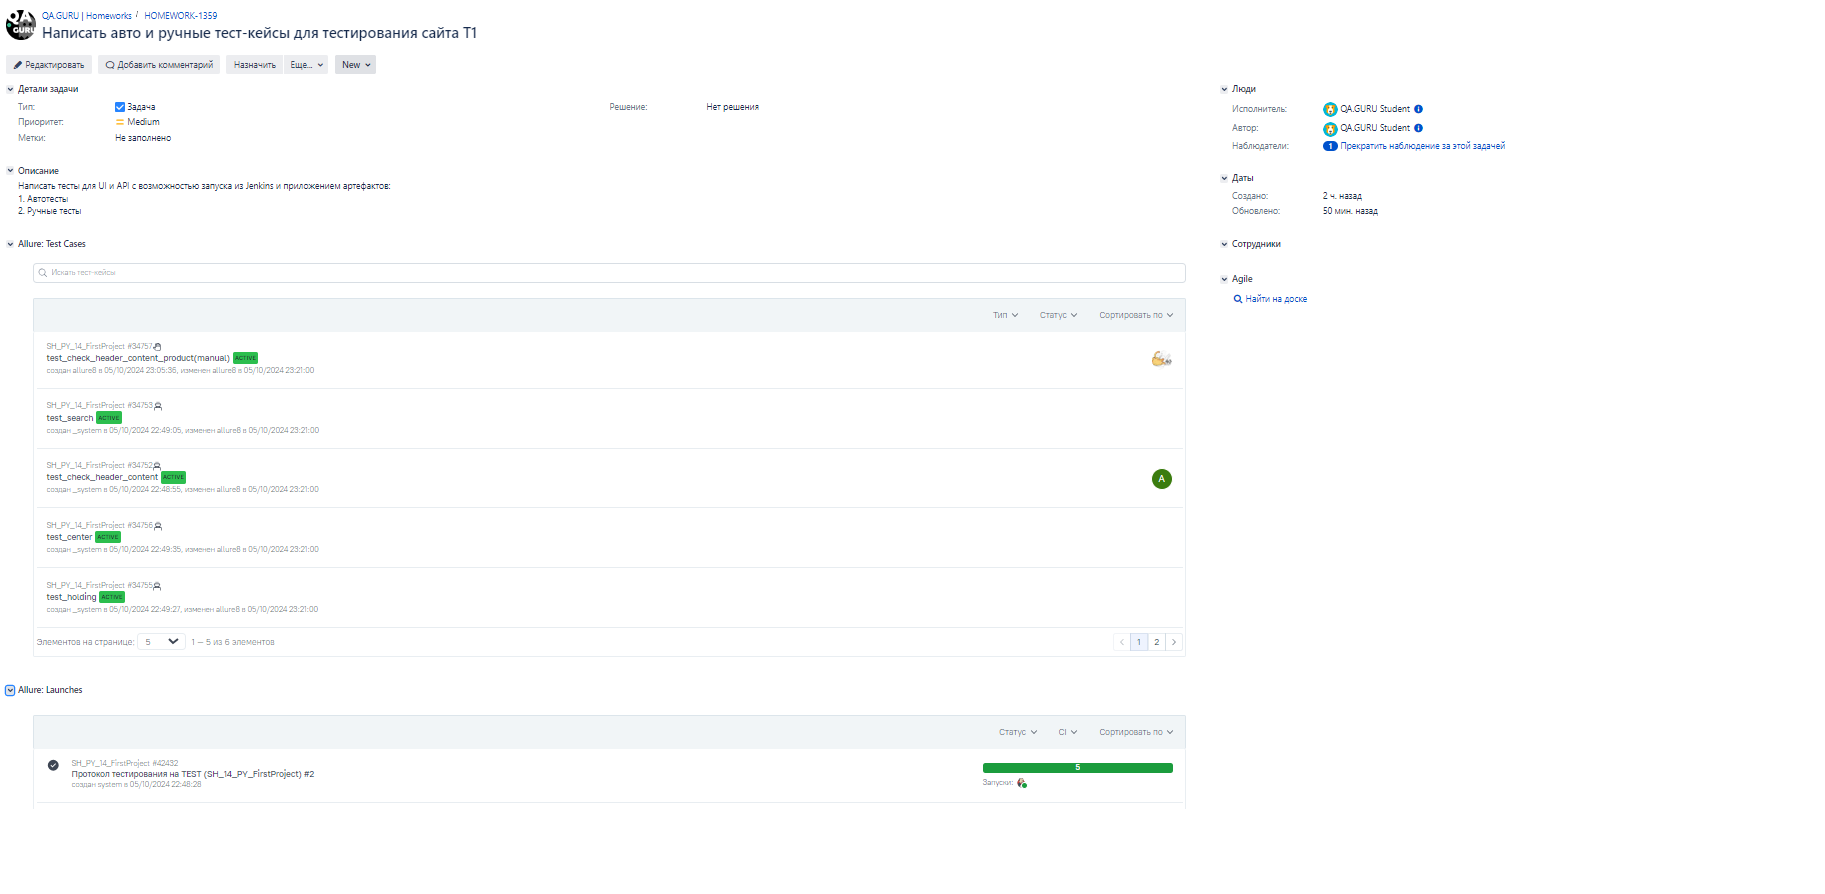 QA.GURU | Homeworks / HOMEWORK-1359
Написать авто и ручные тест-кейсы для тестирования сайта T1
Редактировать Добавить комментарий Назначить Еще... New
Детали задачи
Тип: Задача Решение: Нет решения
Приоритет: Medium
Метки: Не заполнено
Описание
Написать тесты для UI и API с возможностью запуска из Jenkins и приложением артефактов:
1. Автотесты
2. Ручные тесты
Allure: Test Cases
Искать тест-кейсы
Тип Статус Сортировать по
SH_PY_14_FirstProject #34757
test_check_header_content_product(manual) ACTIVE
создан allure8 в 05/10/2024 23:05:36, изменен allure8 в 05/10/2024 23:21:00
SH_PY_14_FirstProject #34753
test_search ACTIVE
создан _system в 05/10/2024 22:49:05, изменен allure8 в 05/10/2024 23:21:00
SH_PY_14_FirstProject #34752
test_check_header_content ACTIVE
A
создан _system в 05/10/2024 22:48:55, изменен allure8 в 05/10/2024 23:21:00
SH_PY_14_FirstProject #34756
test_center ACTIVE
создан _system в 05/10/2024 22:49:35, изменен allure8 в 05/10/2024 23:21:00
SH_PY_14_FirstProject #34755
test_holding ACTIVE
создан _system в 05/10/2024 22:49:27, изменен allure8 в 05/10/2024 23:21:00
Элементов на странице: 5 1 — 5 из 6 элементов 1 2
Allure: Launches
Статус CI Сортировать по
SH_PY_14_FirstProject #42432
Протокол тестирования на TEST (SH_14_PY_FirstProject) #2
создан system в 05/10/2024 22:48:28
5
Запуски:
Люди
Исполнитель: QA.GURU Student
Автор: QA.GURU Student
Наблюдатели: 1 Прекратить наблюдение за этой задачей
Даты
Создано: 2 ч. назад
Обновлено: 50 мин. назад
Сотрудники
Agile
Найти на доске